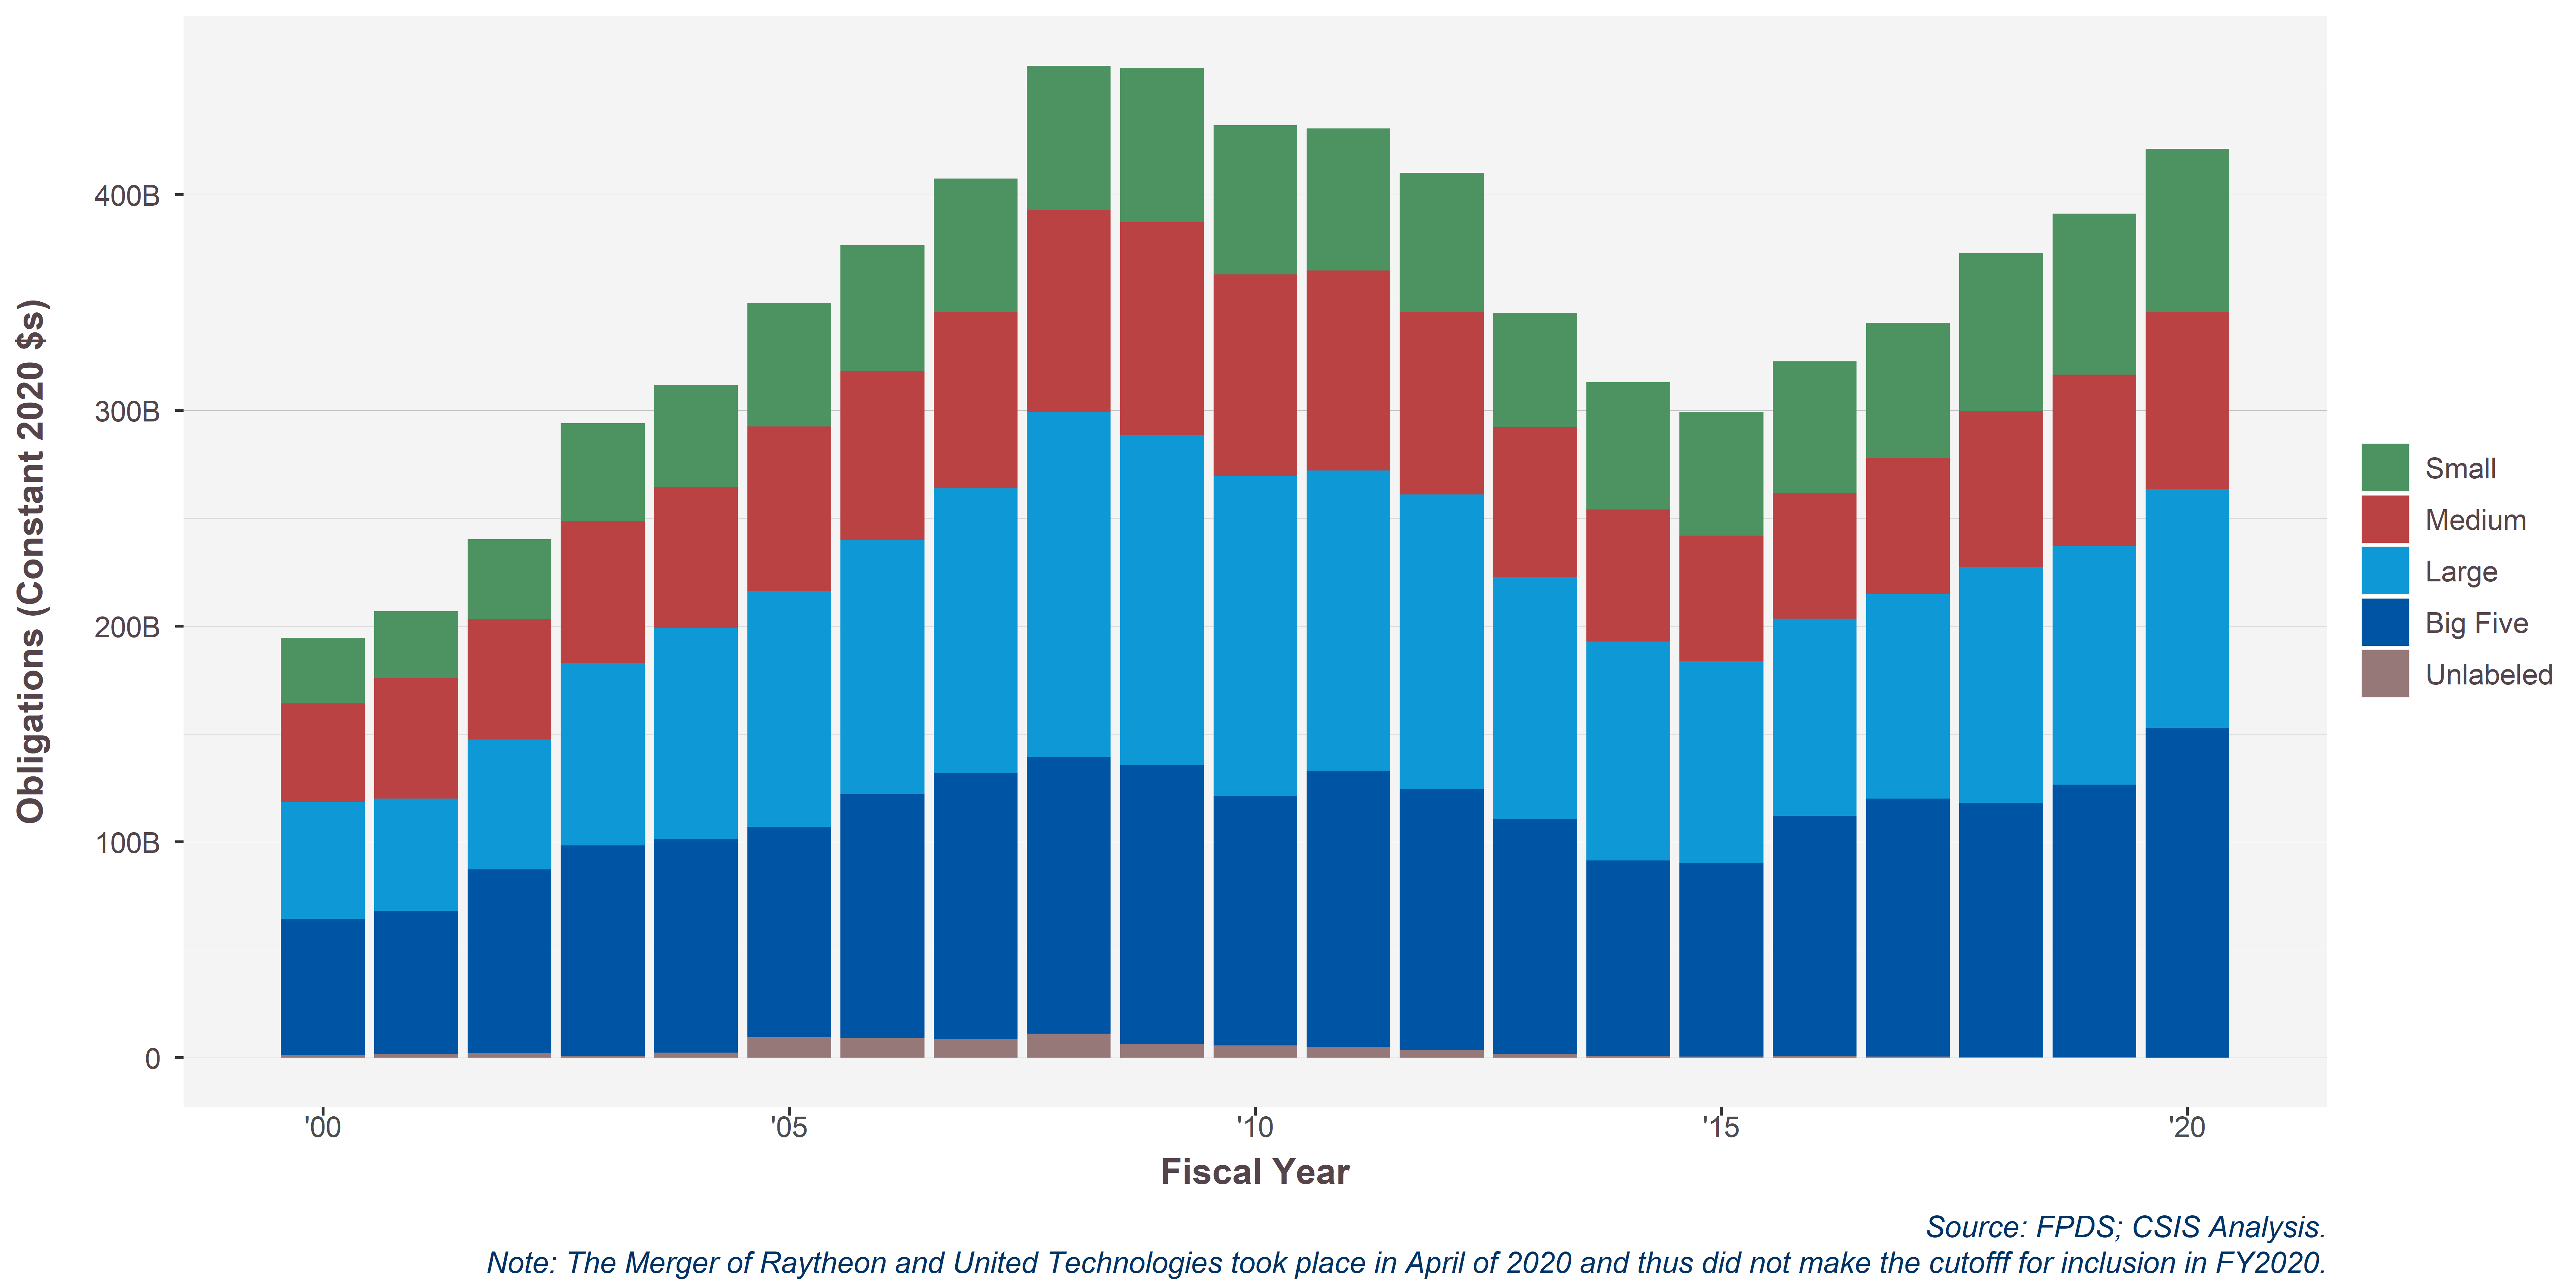 Obligations (Constant 2020 $s)
400B
300B
200B
100B
0
'00
'05
'10
'15
'20
Fiscal Year
Small
Medium
Large
Big Five
Unlabeled
Source: FPDS; CSIS Analysis.
Note: The Merger of Raytheon and United Technologies took place in April of 2020 and thus did not make the cutofff for inclusion in FY2020.